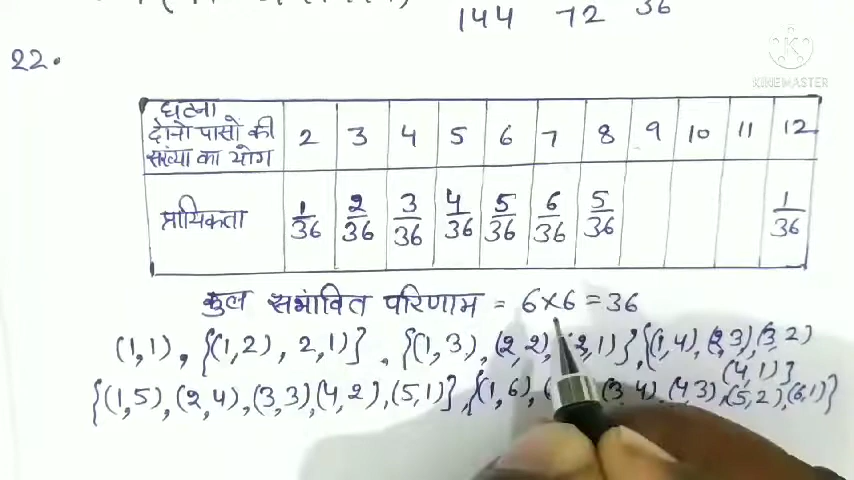 144 72 36
22.
KINEMASTER
घटना
दोनो पासों की
संख्या का योग 2 3 4 5 6 7 8 9 10 11 12
प्रायिकता 1/36 2/36 3/36 4/36 5/36 6/36 5/36 1/36
कुल सभांवित परिणाम = 6×6 = 36
(1,1), {(1,2), 2,1)}, {(1,3), (2,2), 2,1)}, {(1,4), (2,3), (3,2)
(4,1)}
{(1,5), (2,4), (3,3) (4,2), (5,1)}, {(1,6), (3,4), (4,3), (5,2), (6,1)}